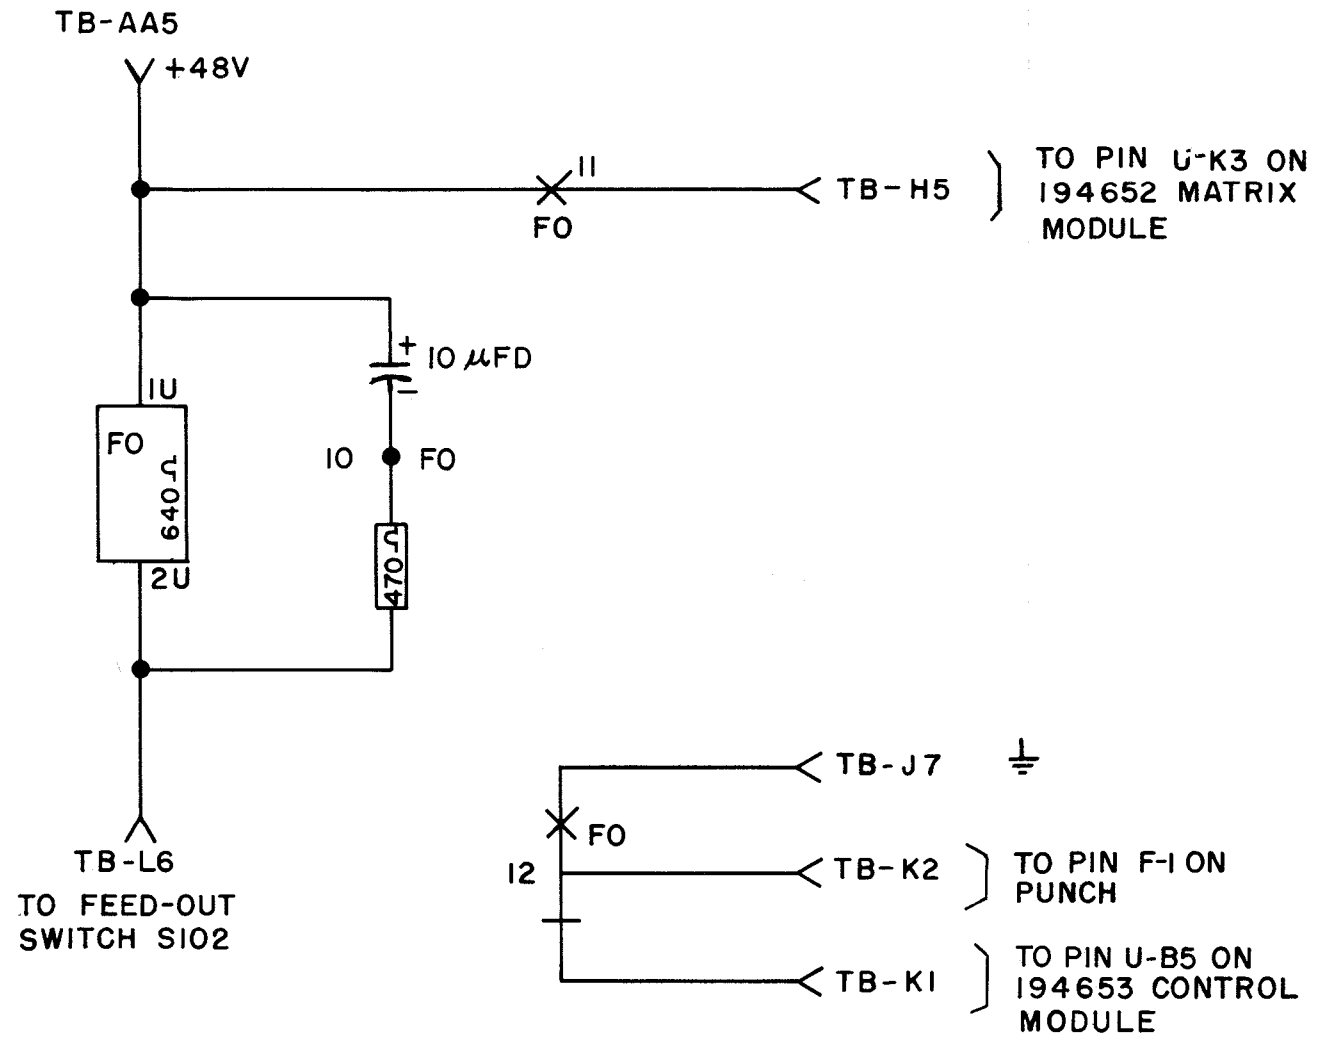 TB-AA5
+48V
11
TB-H5
FO
TO PIN U-K3 ON
194652 MATRIX
MODULE
+
10 µFD
-
1U
FO
640Ω
2U
10
FO
470Ω
TB-L6
TO FEED-OUT
SWITCH S102
TB-J7
FO
12
TB-K2
TO PIN F-1 ON
PUNCH
TB-K1
TO PIN U-B5 ON
194653 CONTROL
MODULE